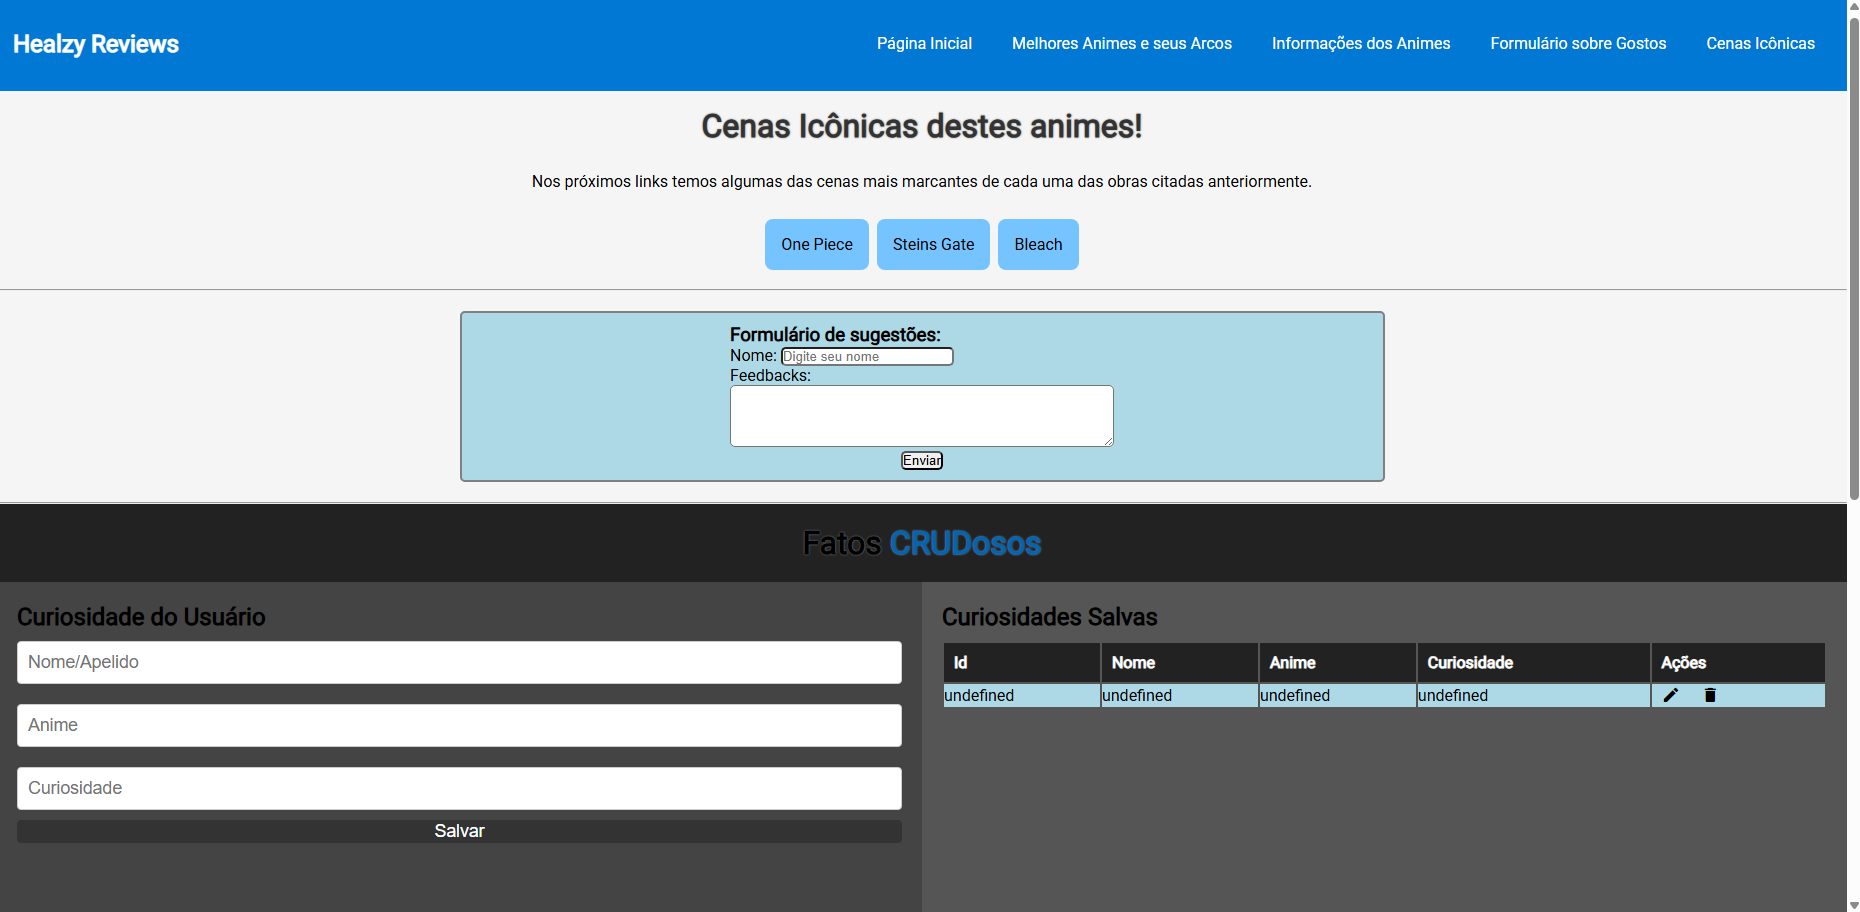 Healzy Reviews
Página Inicial
Melhores Animes e seus Arcos
Informações dos Animes
Formulário sobre Gostos
Cenas Icônicas
Cenas Icônicas destes animes!
Nos próximos links temos algumas das cenas mais marcantes de cada uma das obras citadas anteriormente.
One Piece
Steins Gate
Bleach
Formulário de sugestões:
Nome: Digite seu nome
Feedbacks:
Enviar
Fatos CRUDosos
Curiosidade do Usuário
Nome/Apelido
Anime
Curiosidade
Salvar
Curiosidades Salvas
Id Nome Anime Curiosidade Ações
undefined undefined undefined undefined